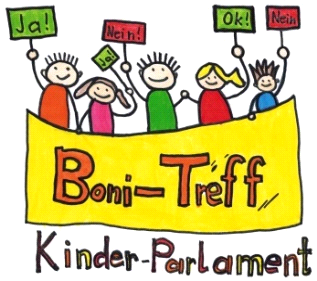 Ja!
Nein!
Ja!
Ok!
Nein
Boni-Treff
Kinder-Parlament